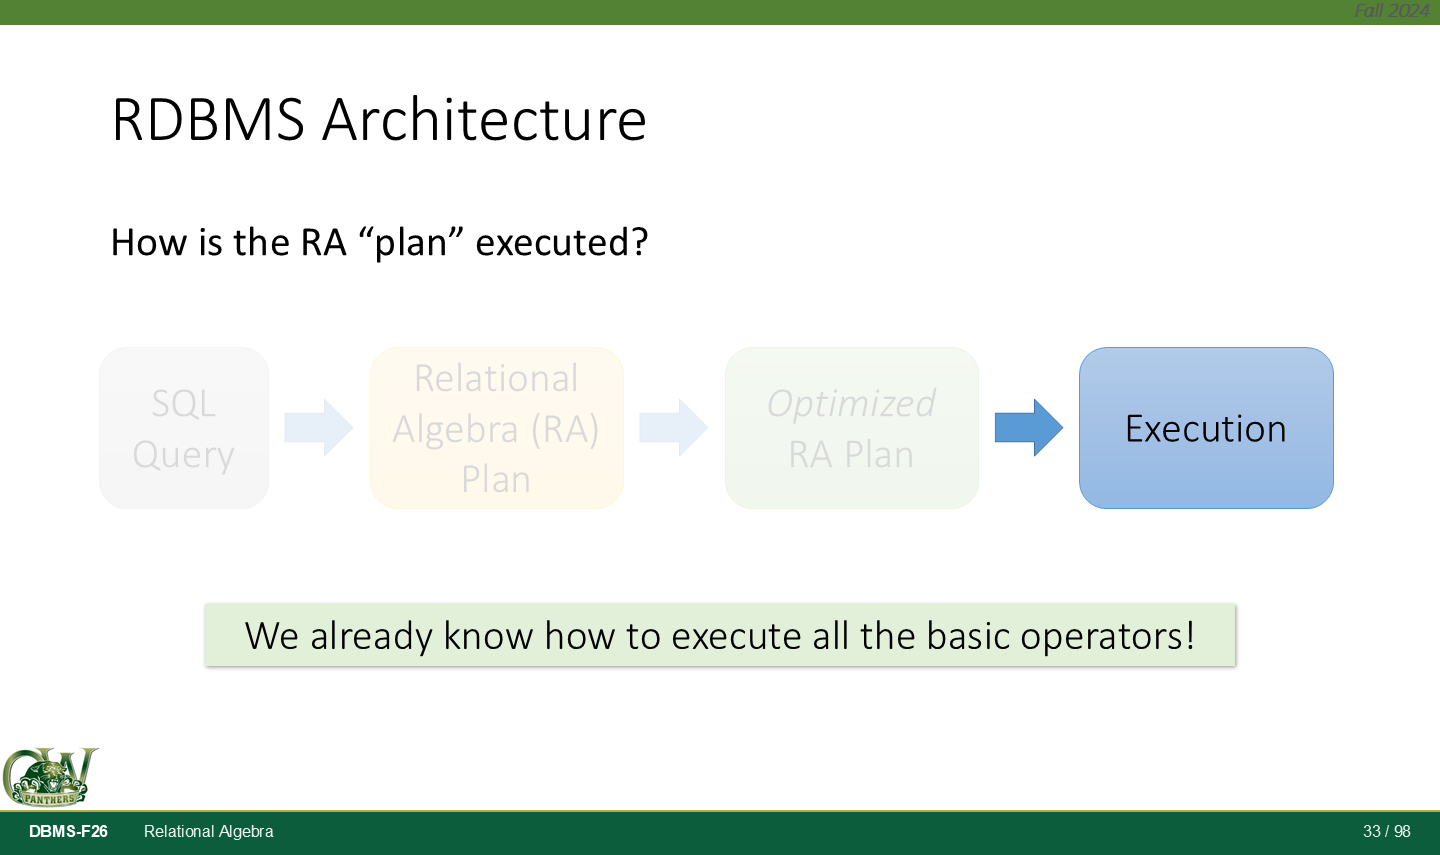 Fall 2024
RDBMS Architecture
How is the RA “plan” executed?
SQL
Query
Relational
Algebra (RA)
Plan
Optimized
RA Plan
Execution
We already know how to execute all the basic operators!
OW
PANTHERS
DBMS-F26 Relational Algebra 33 / 98